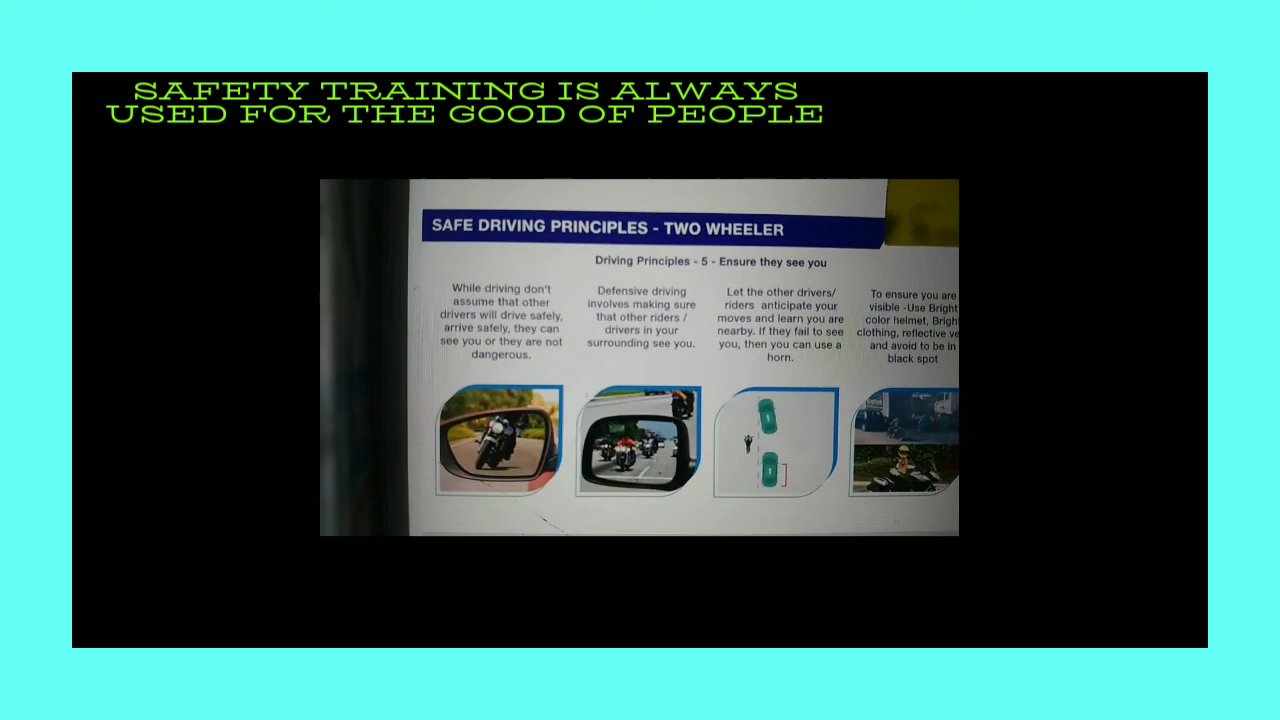 SAFETY TRAINING IS ALWAYS
USED FOR THE GOOD OF PEOPLE
SAFE DRIVING PRINCIPLES - TWO WHEELER
Driving Principles - 5 - Ensure they see you
While driving don't
assume that other
drivers will drive safely,
arrive safely, they can
see you or they are not
dangerous.
Defensive driving
involves making sure
that other riders /
drivers in your
surrounding see you.
Let the other drivers/
riders anticipate your
moves and learn you are
nearby. If they fail to see
you, then you can use a
horn.
To ensure you are
visible -Use Bright
color helmet, Bright
clothing, reflective
and avoid to be in
black spot